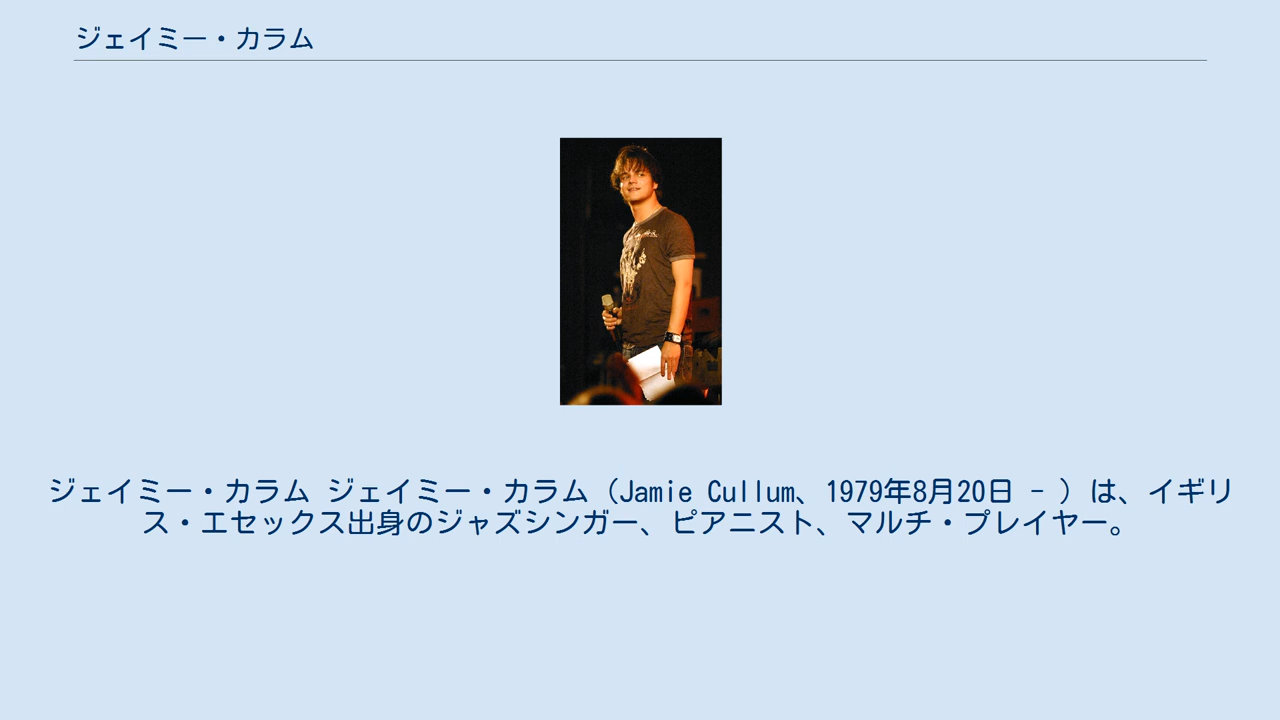 ジェイミー・カラム
ジェイミー・カラム ジェイミー・カラム（Jamie Cullum、1979年8月20日 - ）は、イギリ
ス・エセックス出身のジャズシンガー、ピアニスト、マルチ・プレイヤー。